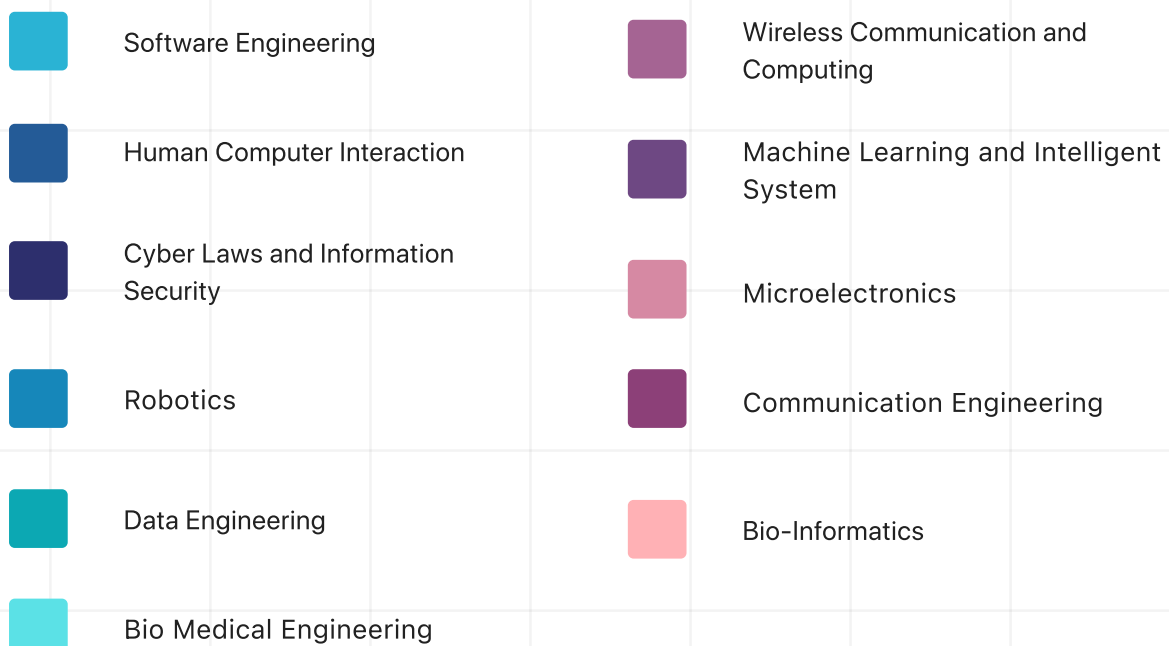 Software Engineering
Human Computer Interaction
Cyber Laws and Information
Security
Robotics
Data Engineering
Bio Medical Engineering
Wireless Communication and
Computing
Machine Learning and Intelligent
System
Microelectronics
Communication Engineering
Bio-Informatics